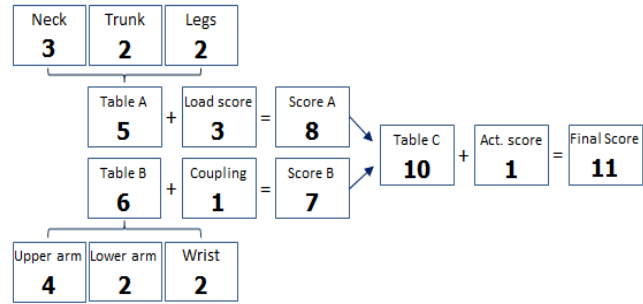 Neck Trunk Legs
3 2 2
Table A Load score Score A
5 + 3 = 8
Table C Act. score Final Score
10 + 1 = 11
Table B Coupling Score B
6 + 1 = 7
Upper arm Lower arm Wrist
4 2 2